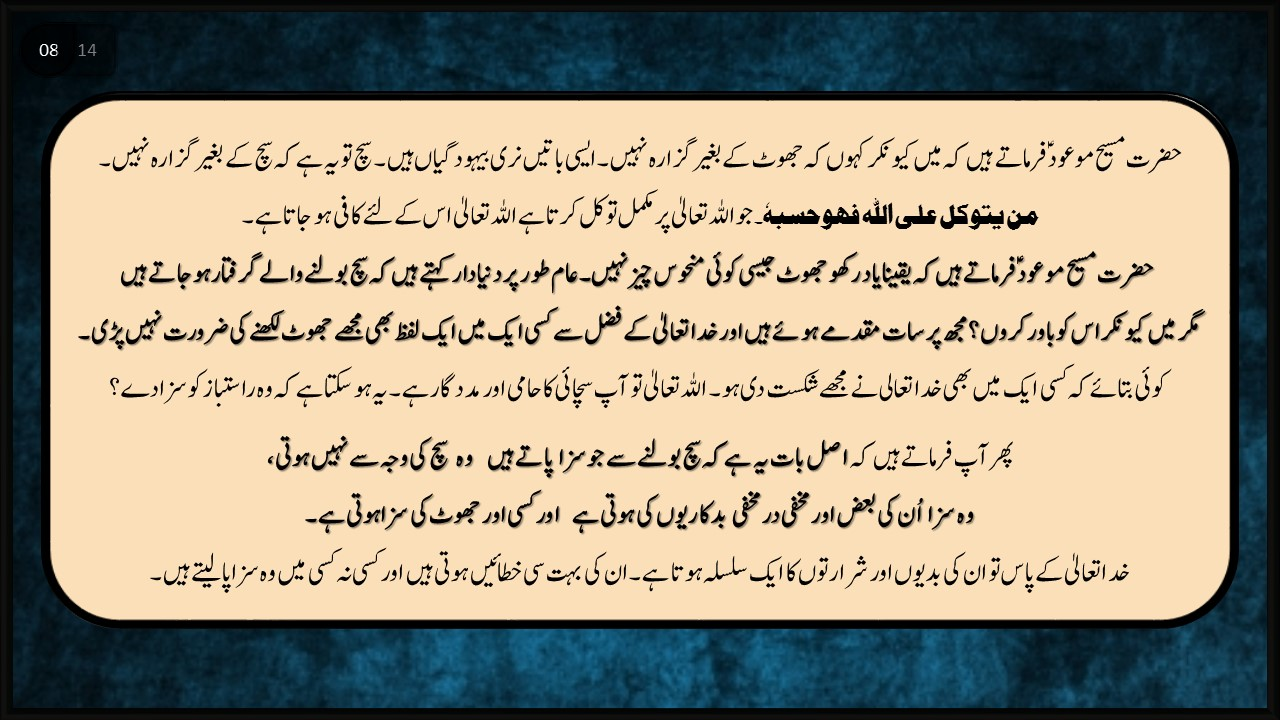 08 14
حضرت مسیح موعودؑ فرماتے ہیں کہ میں کیونکر کہوں کہ جھوٹ کے بغیر گزارہ نہیں۔ ایسی باتیں نری بیہودگیاں ہیں۔ سچ تو یہ ہے کہ سچ کے بغیر گزارہ نہیں۔
من یتوکل علی اللہ فھو حسبہٗ۔ جو اللہ تعالیٰ پر مکمل توکل کرتا ہے اللہ تعالیٰ اس کے لئے کافی ہو جاتا ہے۔
حضرت مسیح موعودؑ فرماتے ہیں کہ یقینا یاد رکھو جھوٹ جیسی کوئی منحوس چیز نہیں۔ عام طور پر دنیا دار کہتے ہیں کہ سچ بولنے والے گرفتار ہو جاتے ہیں
مگر میں کیونکر اس کو باور کروں؟ مجھ پر سات مقدمے ہوئے ہیں اور خدا تعالیٰ کے فضل سے کسی ایک میں ایک لفظ بھی مجھے جھوٹ لکھنے کی ضرورت نہیں پڑی۔
کوئی بتائے کہ کسی ایک میں بھی خدا تعالی نے مجھے شکست دی ہو۔ اللہ تعالیٰ تو آپ سچائی کا حامی اور مددگار ہے۔ یہ ہو سکتا ہے کہ وہ راستباز کو سزا دے؟
پھر آپ فرماتے ہیں کہ اصل بات یہ ہے کہ سچ بولنے سے جو سزا پاتے ہیں وہ سچ کی وجہ سے نہیں ہوتی،
وہ سزا اُن کی بعض اور مخفی در مخفی بدکاریوں کی ہوتی ہے اور کسی اور جھوٹ کی سزا ہوتی ہے۔
خدا تعالیٰ کے پاس تو ان کی بدیوں اور شرارتوں کا ایک سلسلہ ہوتا ہے۔ ان کی بہت سی خطائیں ہوتی ہیں اور کسی نہ کسی میں وہ سزا پا لیتے ہیں۔